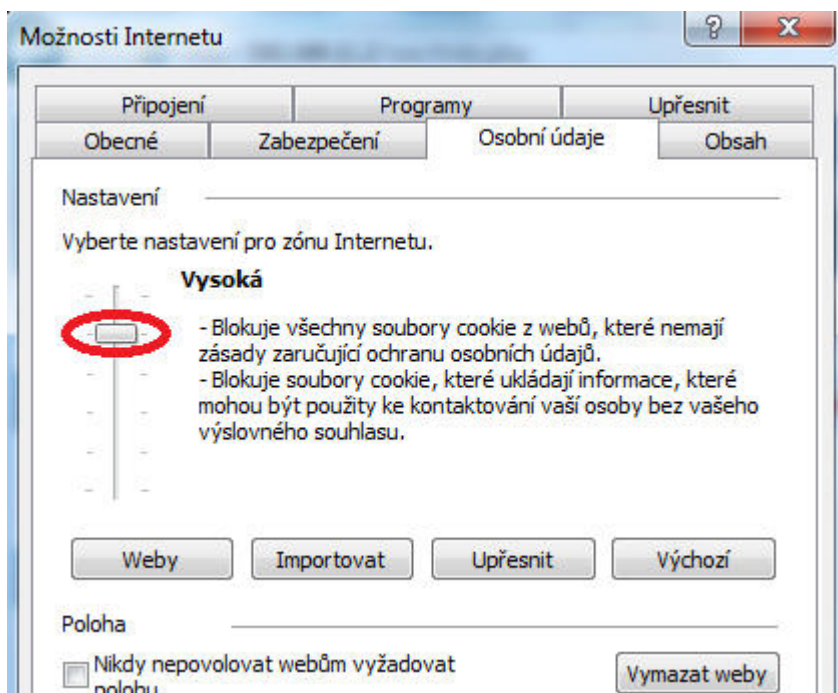 Možnosti Internetu
Připojení Programy Upřesnit
Obecné Zabezpečení Osobní údaje Obsah
Nastavení
Vyberte nastavení pro zónu Internetu.
Vysoká
- Blokuje všechny soubory cookie z webů, které nemají
zásady zaručující ochranu osobních údajů.
- Blokuje soubory cookie, které ukládají informace, které
mohou být použity ke kontaktování vaší osoby bez vašeho
výslovného souhlasu.
Weby Importovat Upřesnit Výchozí
Poloha
Nikdy nepovolovat webům vyžadovat
polohu
Vymazat weby